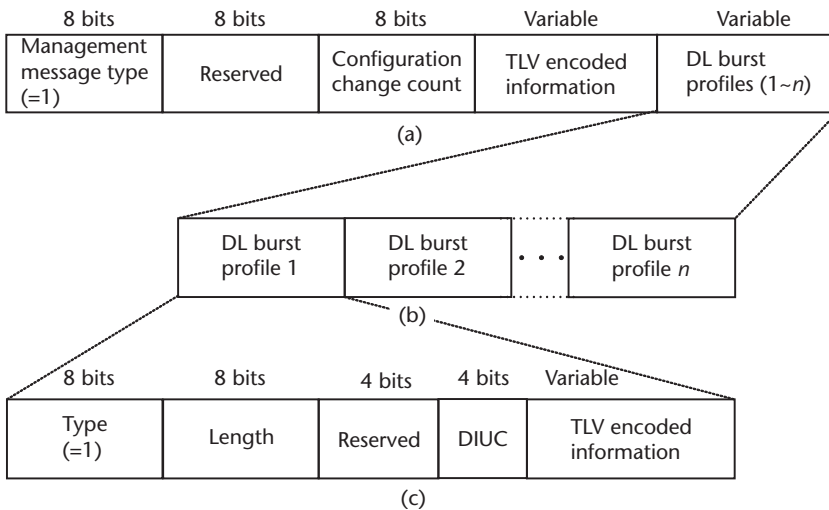 8 bits 8 bits 8 bits Variable Variable
Management message type (=1)
Reserved
Configuration change count
TLV encoded information
DL burst profiles (1~n)
(a)
DL burst profile 1
DL burst profile 2
• • •
DL burst profile n
(b)
8 bits 8 bits 4 bits 4 bits Variable
Type (=1)
Length
Reserved
DIUC
TLV encoded information
(c)